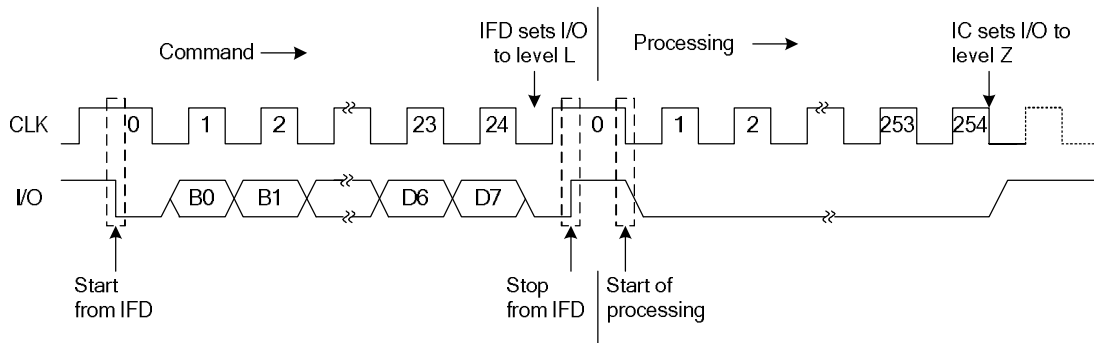 Command
IFD sets I/O
to level L
Processing
IC sets I/O to
level Z
CLK
0
1
2
23
24
0
1
2
253
254
I/O
B0
B1
D6
D7
Start
from IFD
Stop
from IFD
Start of
processing